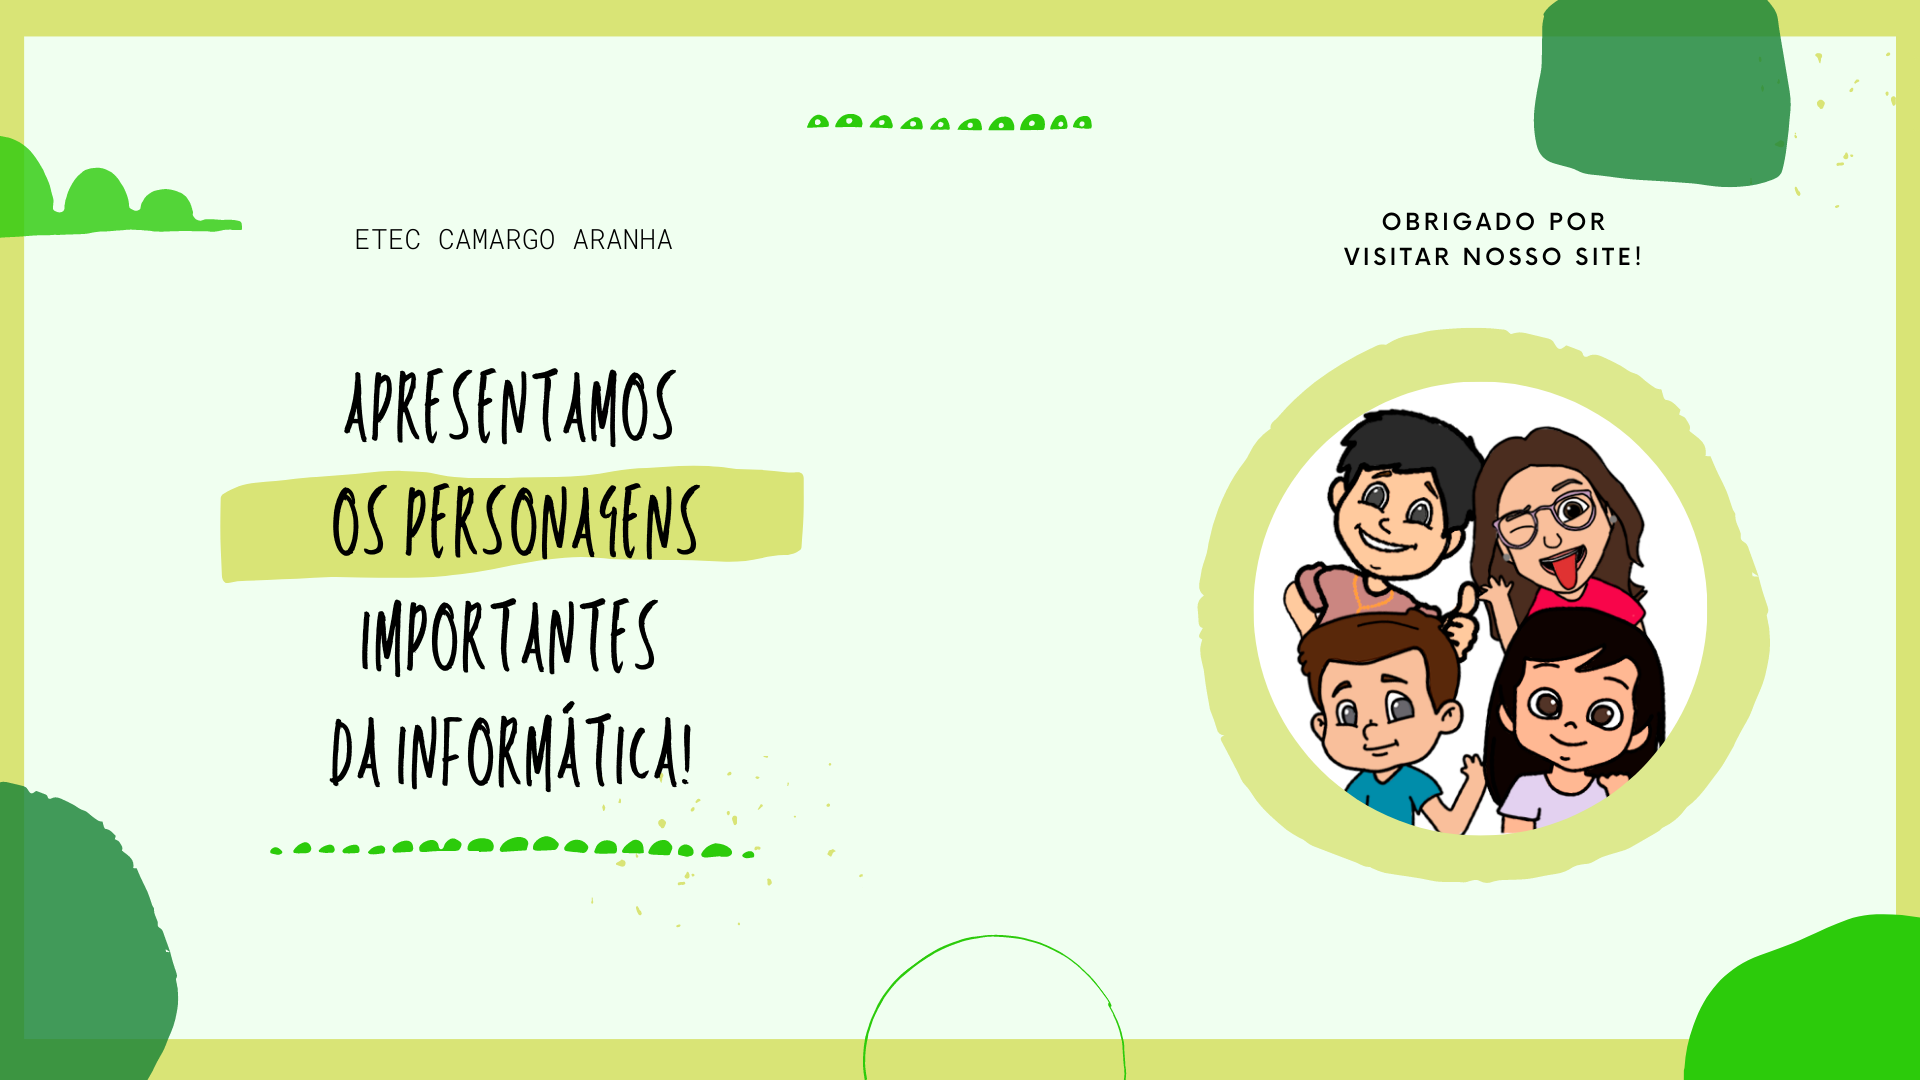 ETEC CAMARGO ARANHA
APRESENTAMOS
OS PERSONAGENS
IMPORTANTES
DA INFORMÁTICA!
OBRIGADO POR
VISITAR NOSSO SITE!